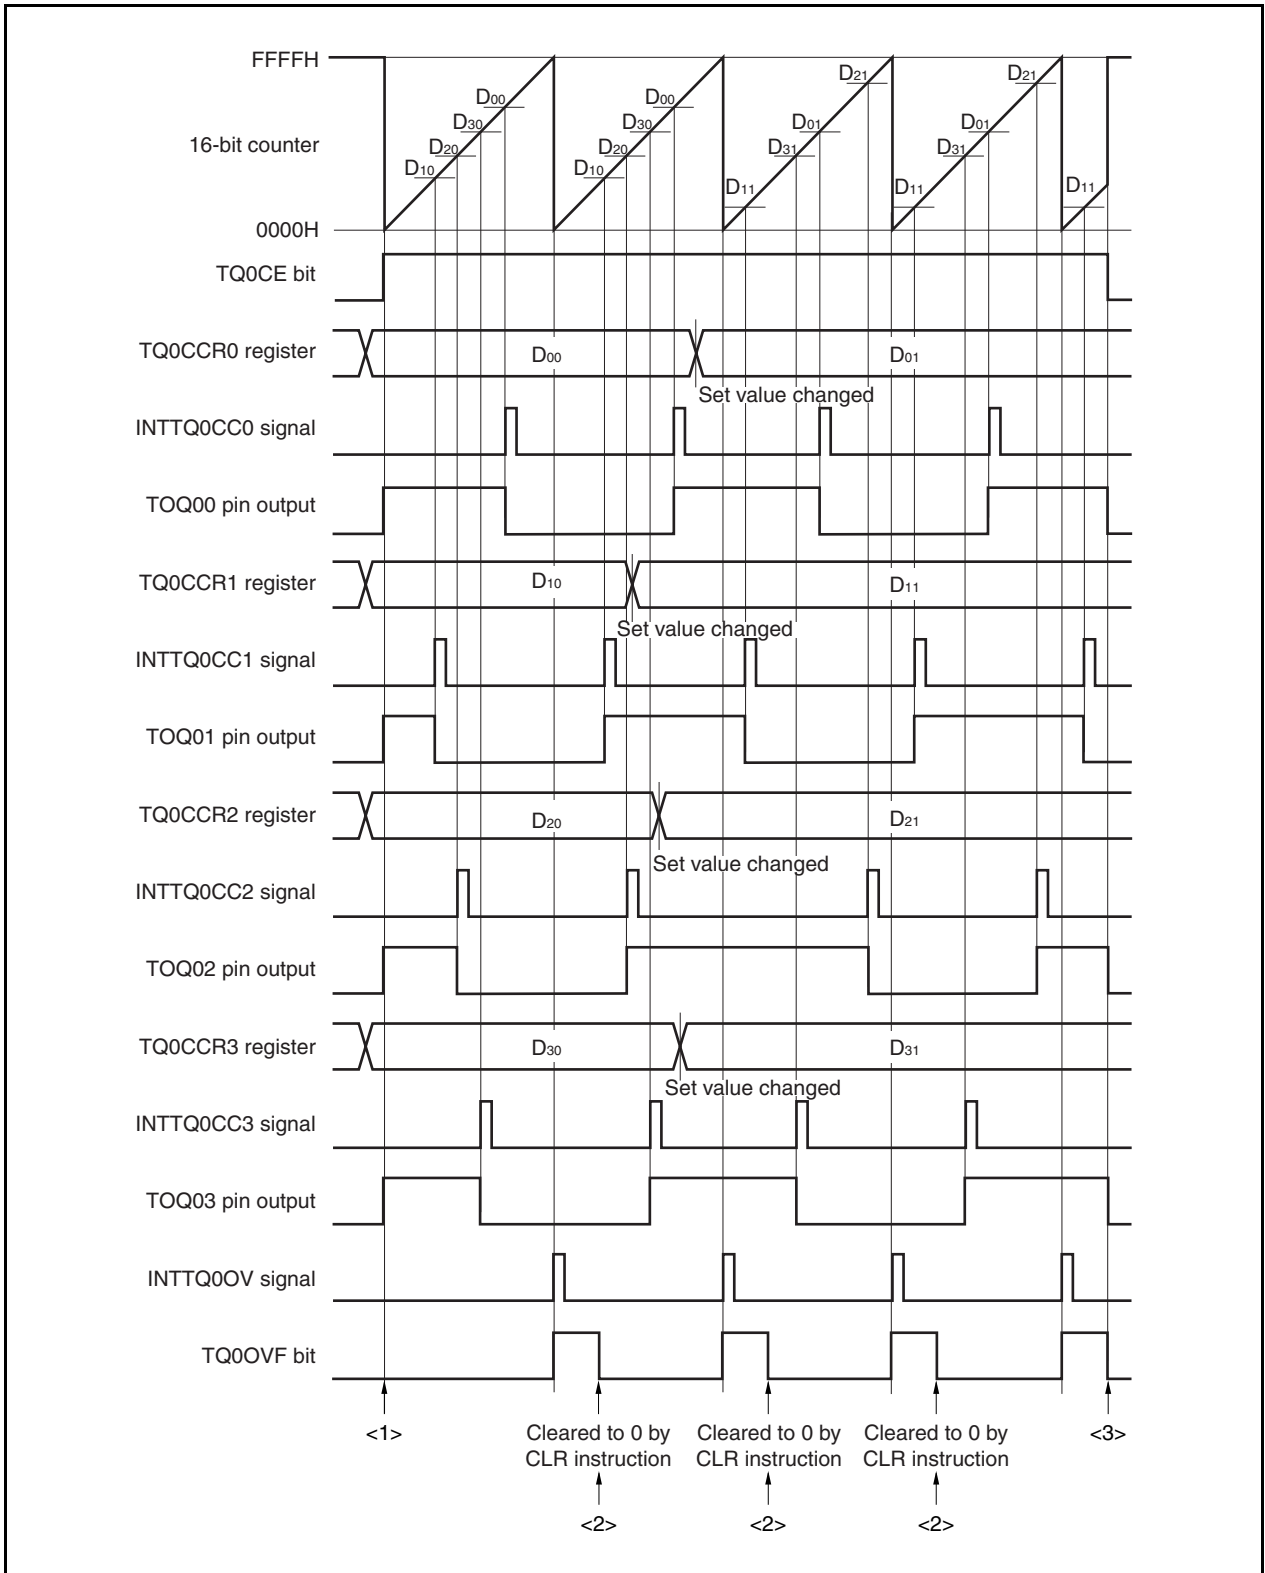 FFFFH
D00
D30
D20
D10
D00
D30
D20
D10
D21
D01
D31
D11
D21
D01
D31
D11
D11
16-bit counter
0000H
TQ0CE bit
TQ0CCR0 register
D00
D01
Set value changed
INTTQ0CC0 signal
TOQ00 pin output
TQ0CCR1 register
D10
D11
Set value changed
INTTQ0CC1 signal
TOQ01 pin output
TQ0CCR2 register
D20
D21
Set value changed
INTTQ0CC2 signal
TOQ02 pin output
TQ0CCR3 register
D30
D31
Set value changed
INTTQ0CC3 signal
TOQ03 pin output
INTTQ0OV signal
TQ0OVF bit
<1>
Cleared to 0 by
CLR instruction
<2>
Cleared to 0 by
CLR instruction
<2>
Cleared to 0 by
CLR instruction
<2>
<3>